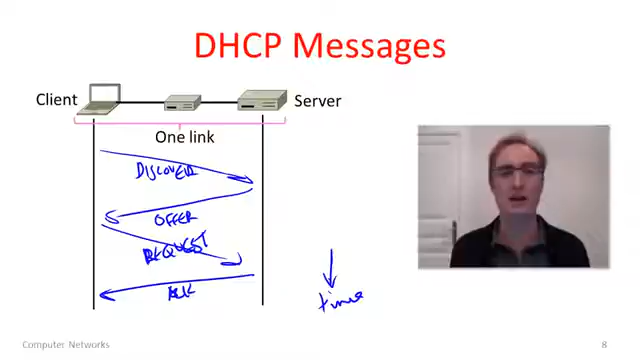 DHCP Messages
Client
Server
One link
DISCOVER
OFFER
REQUEST
ACK
time
Computer Networks
8